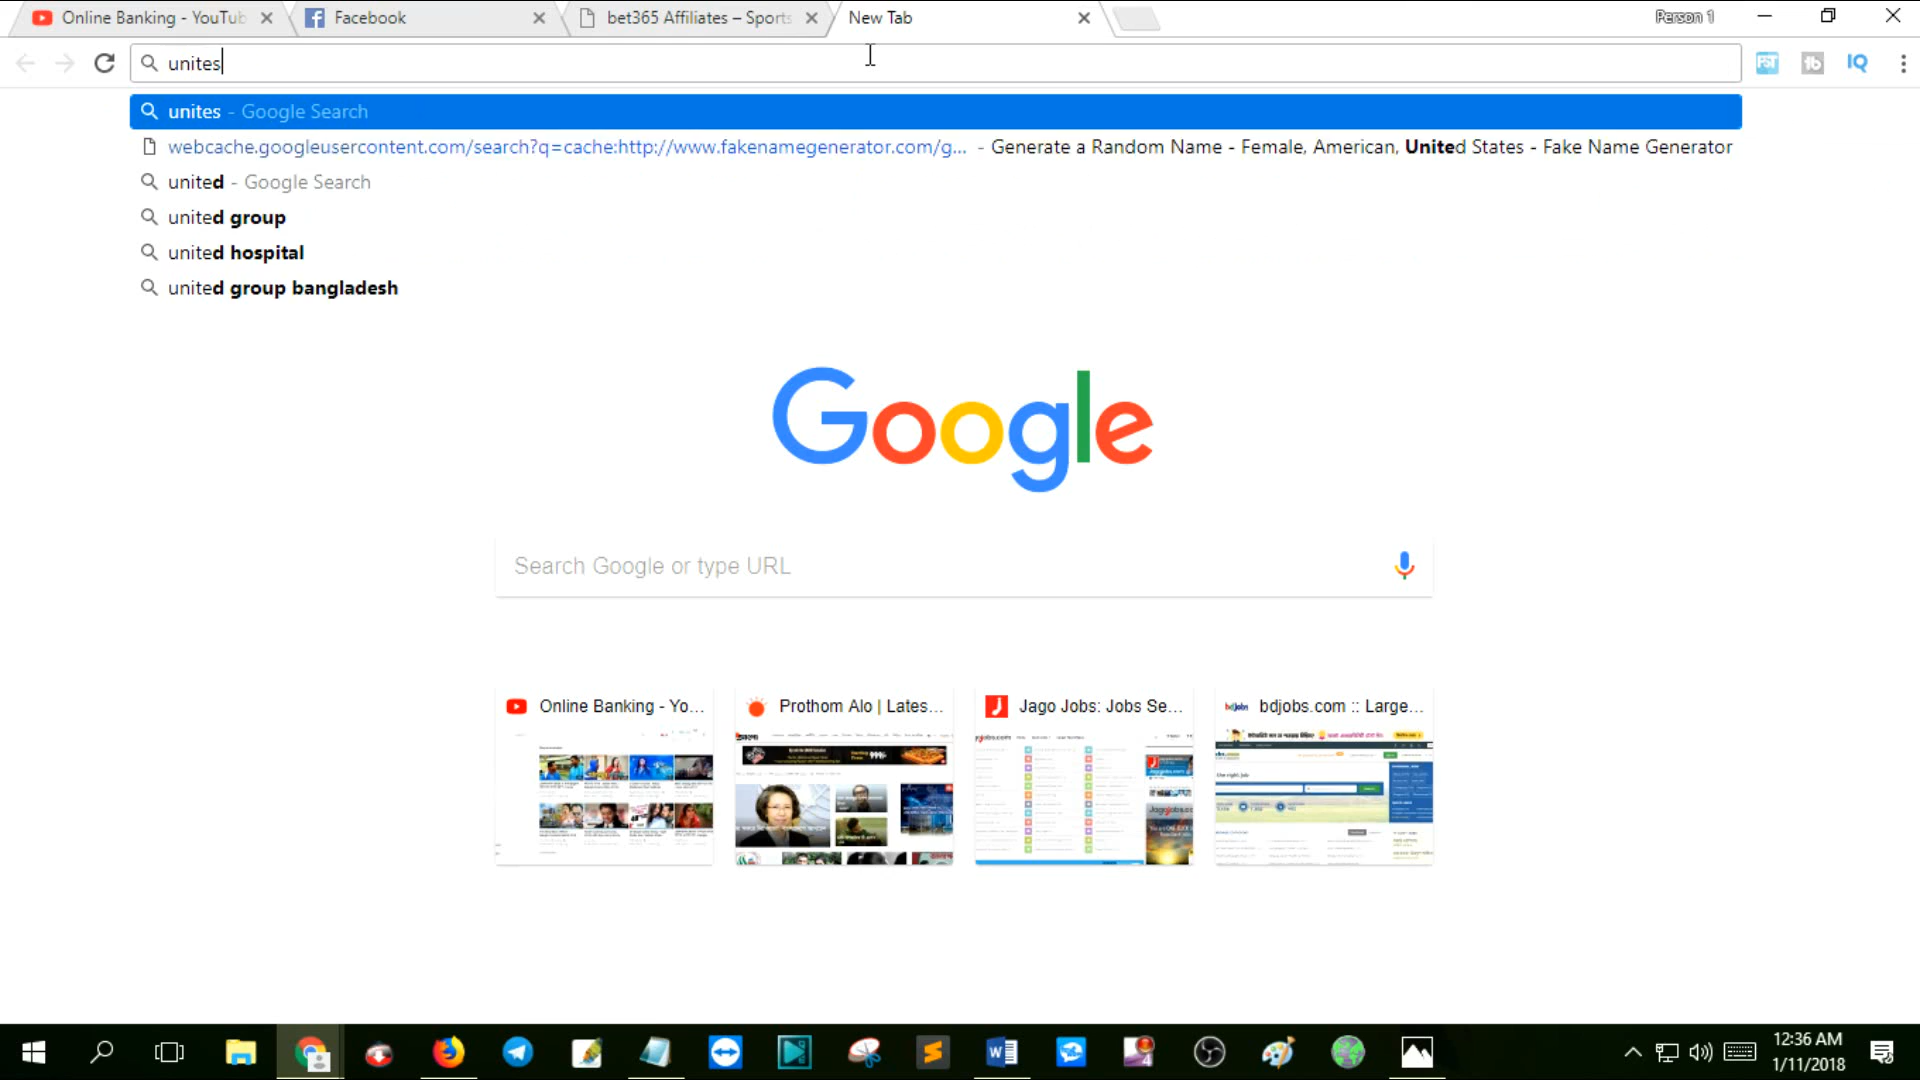 Online Banking - YouTub
Facebook
bet365 Affiliates – Sports
New Tab
Person 1
unites
unites - Google Search
webcache.googleusercontent.com/search?q=cache:http://www.fakenamegenerator.com/g... - Generate a Random Name - Female, American, United States - Fake Name Generator
united - Google Search
united group
united hospital
united group bangladesh
Google
Search Google or type URL
Online Banking - Yo...
Prothom Alo | Lates...
Jago Jobs: Jobs Se...
bdjobs
bdjobs.com :: Large...
12:36 AM
1/11/2018